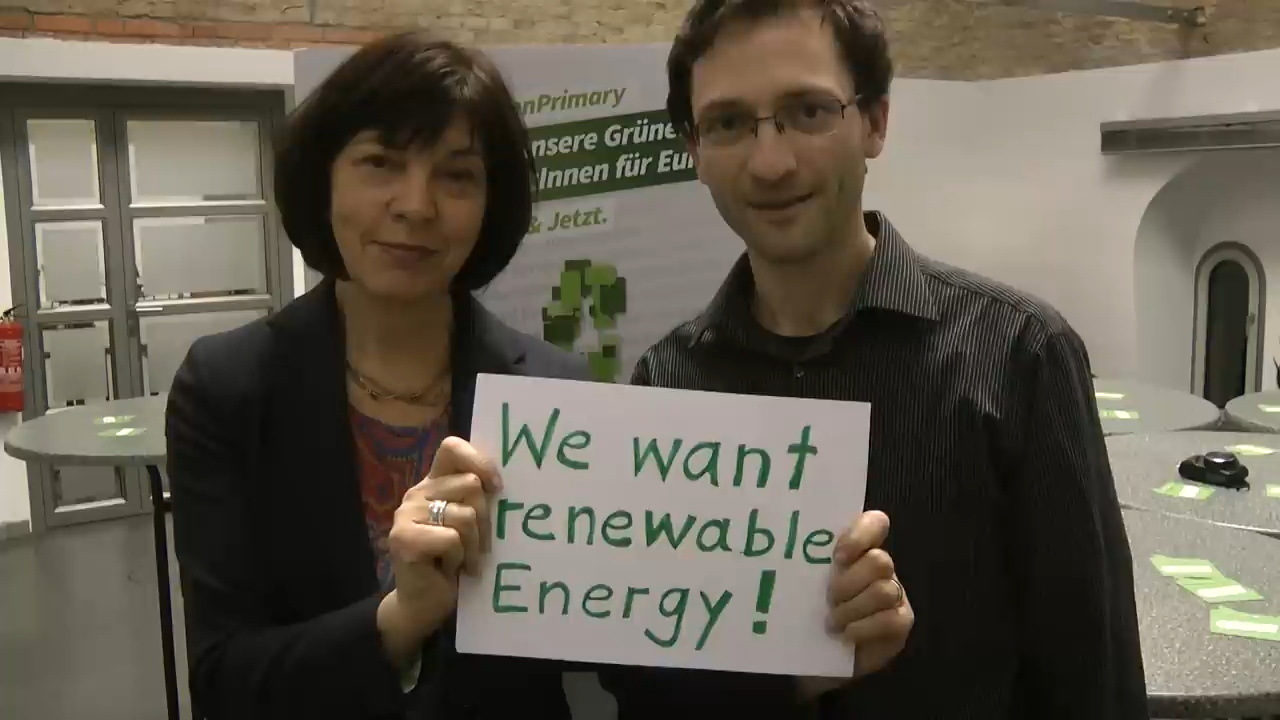 nPrimary
nsere Grüne
Innen für Eu
& Jetzt.
We want
renewable
Energy!